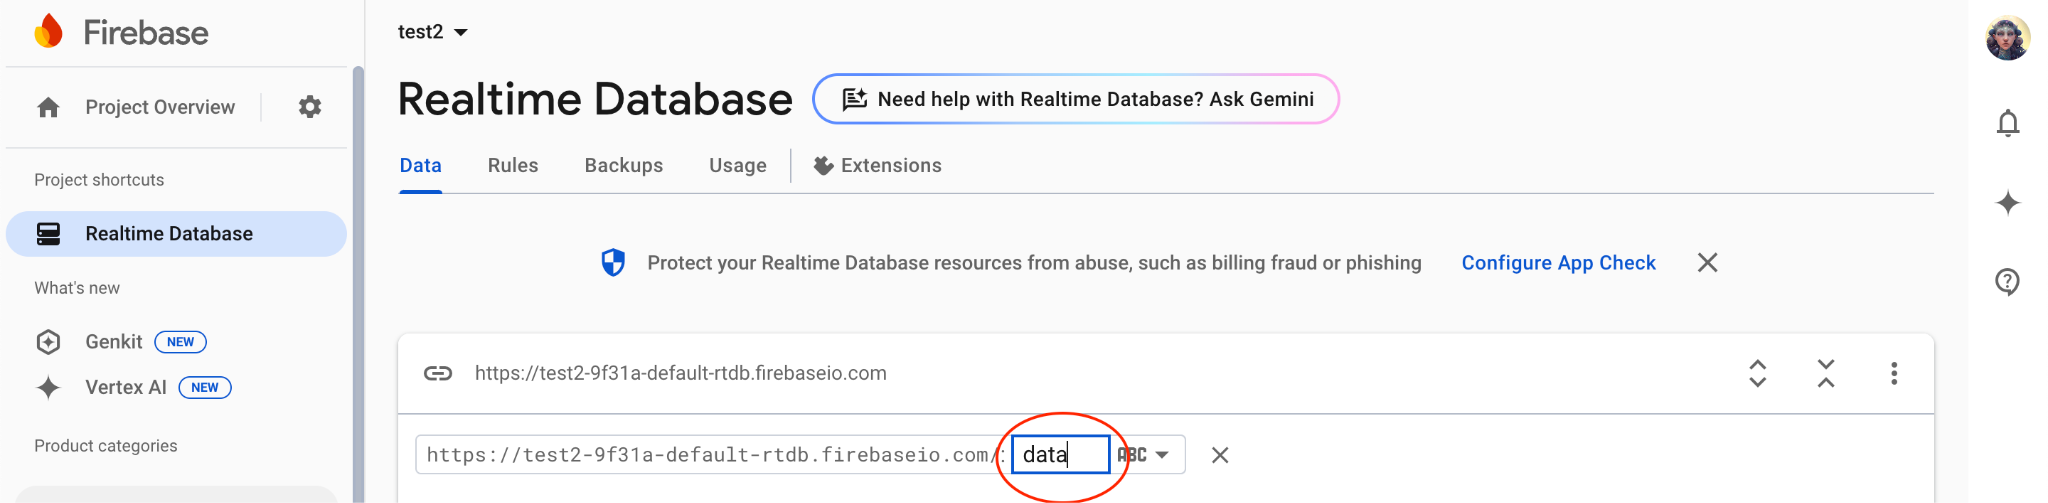 Firebase
Project Overview
Project shortcuts
Realtime Database
What's new
Genkit NEW
Vertex AI NEW
Product categories
test2
Realtime Database
Need help with Realtime Database? Ask Gemini
Data Rules Backups Usage Extensions
Protect your Realtime Database resources from abuse, such as billing fraud or phishing Configure App Check
https://test2-9f31a-default-rtdb.firebaseio.com
https://test2-9f31a-default-rtdb.firebaseio.com/: data ABC